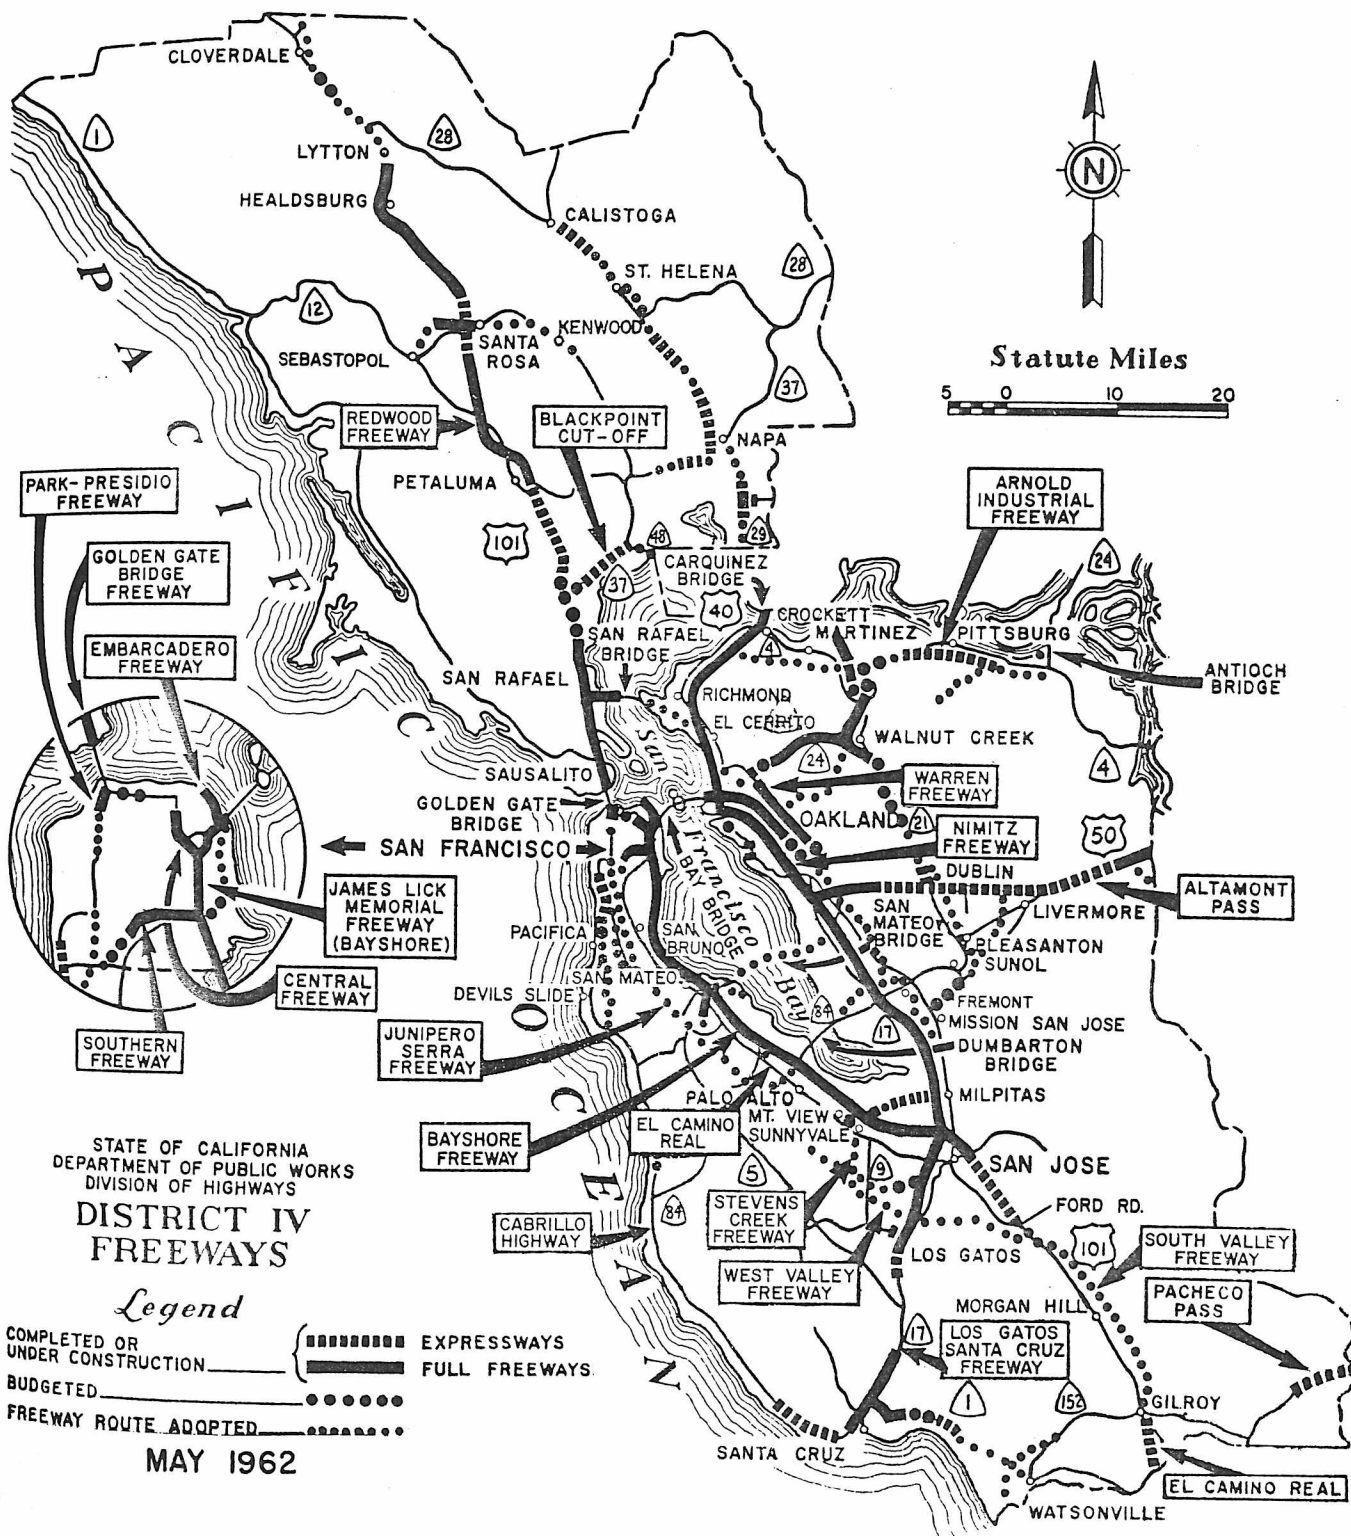 CLOVERDALE
1
28
LYTTON
HEALDSBURG
CALISTOGA
N
PACIFIC OCEAN
ST. HELENA
28
12
SEBASTOPOL
SANTA
ROSA
KENWOOD
37
Statute Miles
5 0 10 20
REDWOOD
FREEWAY
BLACKPOINT
CUT-OFF
NAPA
PETALUMA
PARK-PRESIDIO
FREEWAY
ARNOLD
INDUSTRIAL
FREEWAY
101
48
29
24
GOLDEN GATE
BRIDGE
FREEWAY
37
CARQUINEZ
BRIDGE
40
CROCKETT
MARTINEZ
PITTSBURG
4
SAN RAFAEL
BRIDGE
EMBARCADERO
FREEWAY
SAN RAFAEL
ANTIOCH
BRIDGE
RICHMOND
EL CERRITO
WALNUT CREEK
24
4
SAUSALITO
WARREN
FREEWAY
GOLDEN GATE
BRIDGE
OAKLAND
21
NIMITZ
FREEWAY
50
San Francisco Bay
BAY BRIDGE
SAN FRANCISCO
DUBLIN
JAMES LICK
MEMORIAL
FREEWAY
(BAYSHORE)
ALTAMONT
PASS
LIVERMORE
SAN
MATEO
BRIDGE
PACIFICA
SAN
BRUNO
PLEASANTON
SUNOL
CENTRAL
FREEWAY
SAN MATEO
DEVILS SLIDE
84
FREMONT
MISSION SAN JOSE
17
DUMBARTON
BRIDGE
SOUTHERN
FREEWAY
JUNIPERO
SERRA
FREEWAY
MILPITAS
PALO ALTO
MT. VIEW
SUNNYVALE
EL CAMINO
REAL
BAYSHORE
FREEWAY
SAN JOSE
5
9
STEVENS
CREEK
FREEWAY
84
CABRILLO
HIGHWAY
FORD RD.
101
SOUTH VALLEY
FREEWAY
LOS GATOS
WEST VALLEY
FREEWAY
PACHECO
PASS
MORGAN HILL
17
LOS GATOS
SANTA CRUZ
FREEWAY
1
152
GILROY
SANTA CRUZ
EL CAMINO REAL
WATSONVILLE
STATE OF CALIFORNIA
DEPARTMENT OF PUBLIC WORKS
DIVISION OF HIGHWAYS
DISTRICT IV
FREEWAYS
Legend
COMPLETED OR
UNDER CONSTRUCTION
EXPRESSWAYS
FULL FREEWAYS
BUDGETED
FREEWAY ROUTE ADOPTED
MAY 1962